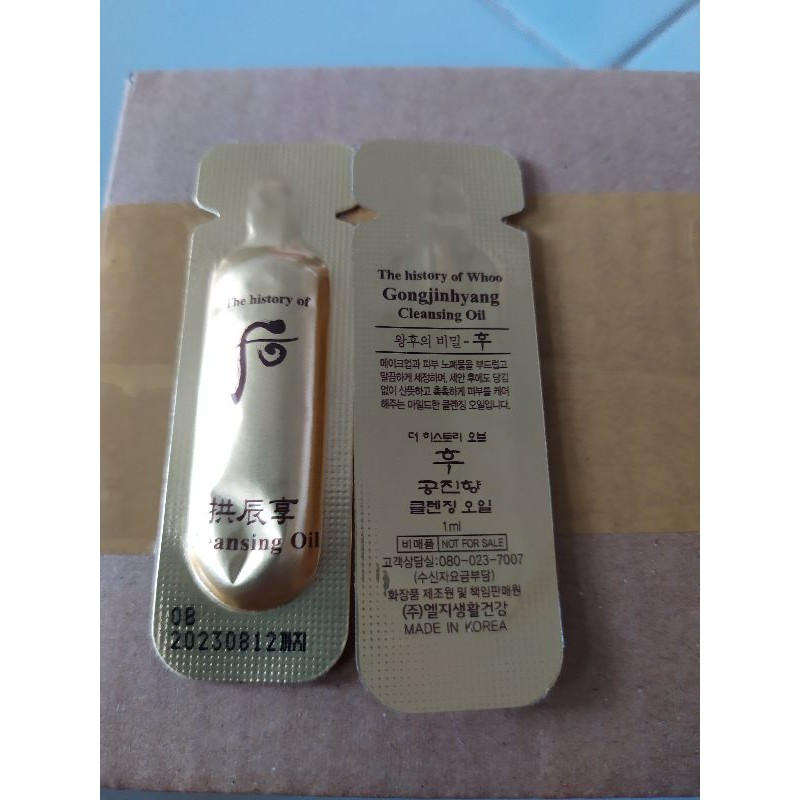 The history of
후
拱辰享
Cleansing Oil
08
20230812까지
The history of Whoo
Gongjinhyang
Cleansing Oil
왕후의 비밀-후
메이크업과 피부 노폐물을 부드럽고
말끔하게 세정하며, 세안 후에도 당김
없이 산뜻하고 촉촉하게 피부를 케어
해주는 마일드한 클렌징 오일입니다.
더 히스토리 오브
후
공진향
클렌징 오일
1ml
비매품 NOT FOR SALE
고객상담실:080-023-7007
(수신자요금부담)
화장품 제조원 및 책임판매원
(주)엘지생활건강
MADE IN KOREA